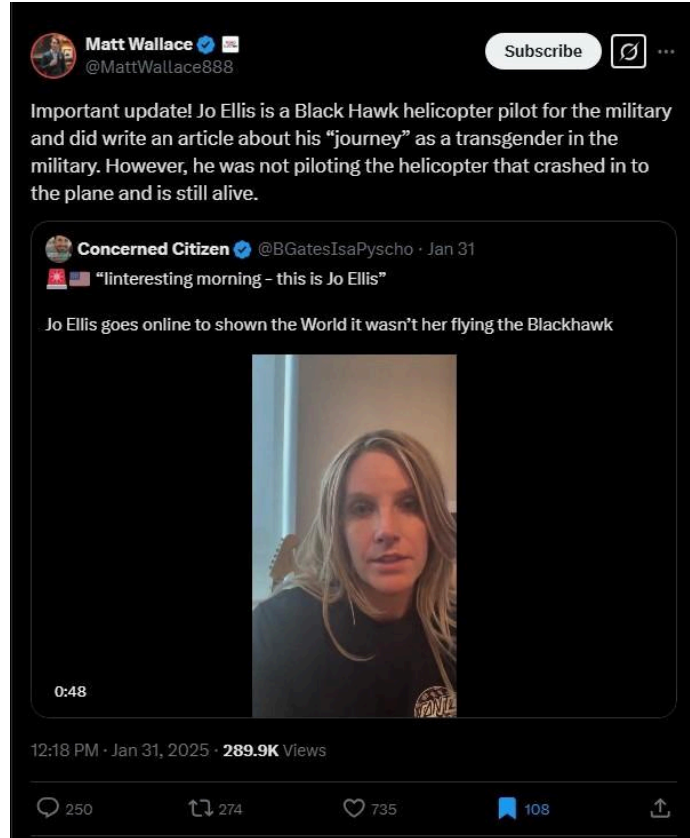 Matt Wallace
Subscribe
@MattWallace888
Important update! Jo Ellis is a Black Hawk helicopter pilot for the military
and did write an article about his “journey” as a transgender in the
military. However, he was not piloting the helicopter that crashed in to
the plane and is still alive.
Concerned Citizen @BGatesIsaPyscho · Jan 31
“Iinteresting morning - this is Jo Ellis”
Jo Ellis goes online to shown the World it wasn’t her flying the Blackhawk
0:48
12:18 PM · Jan 31, 2025 · 289.9K Views
250 274 735 108